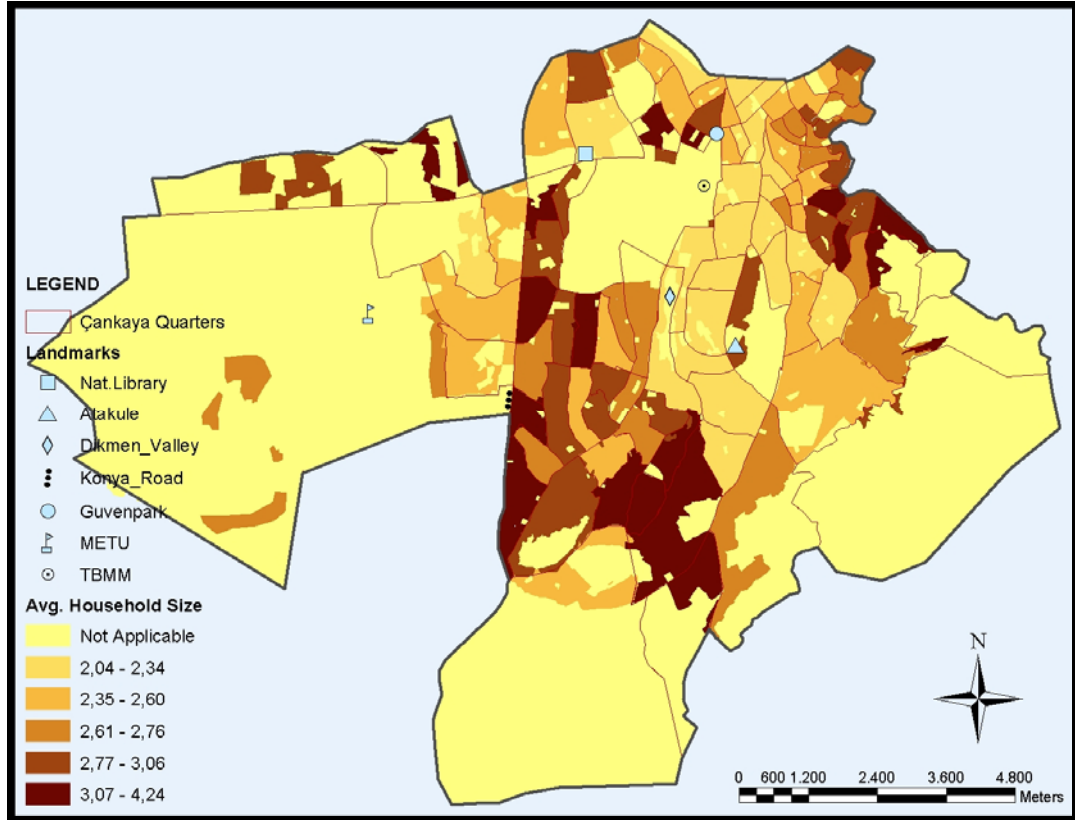 LEGEND
Çankaya Quarters
Landmarks
Nat.Library
Atakule
Dikmen_Valley
Konya_Road
Guvenpark
METU
TBMM
Avg. Household Size
Not Applicable
2,04 - 2,34
2,35 - 2,60
2,61 - 2,76
2,77 - 3,06
3,07 - 4,24
N
0 600 1.200 2.400 3.600 4.800
Meters